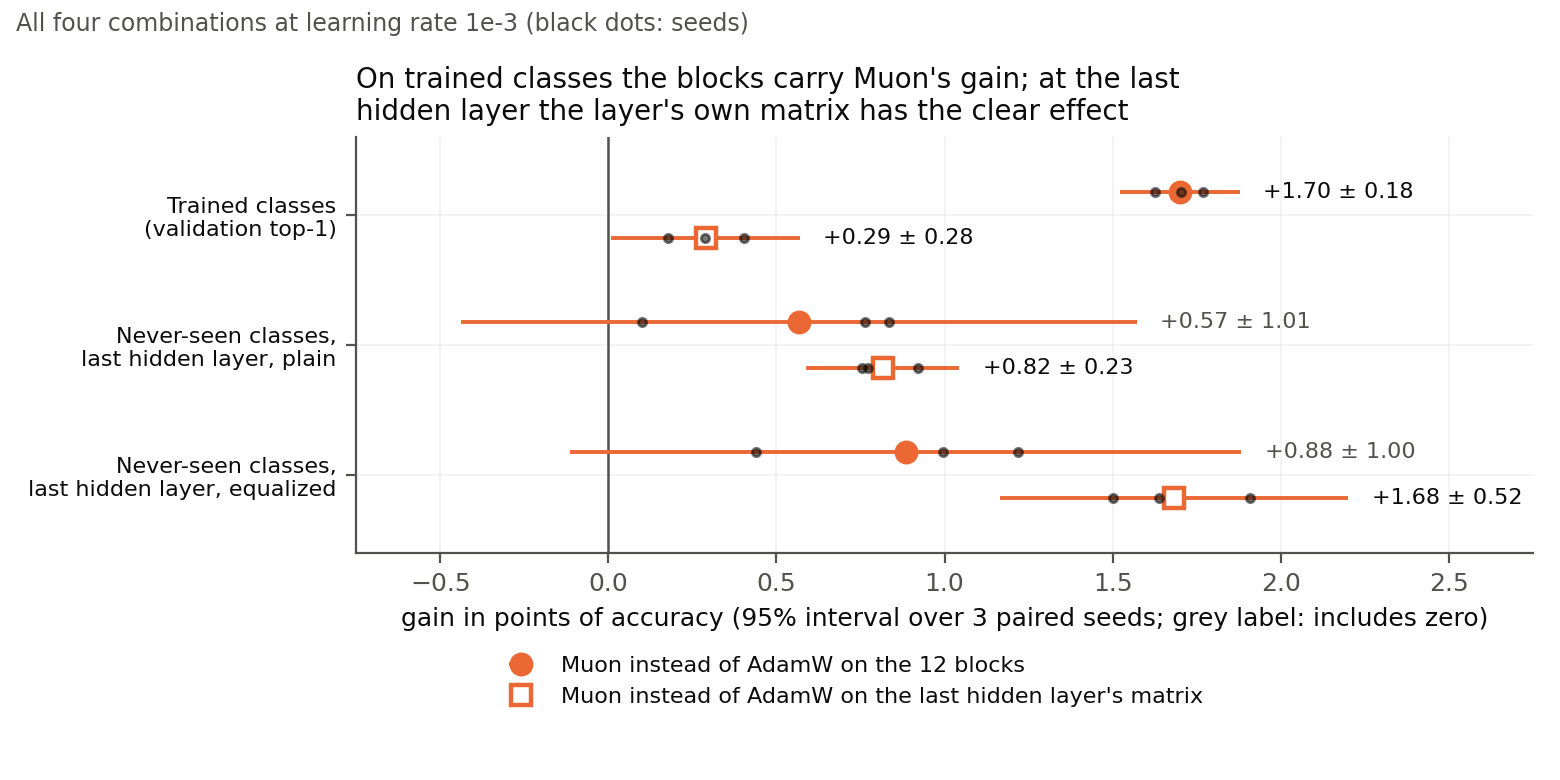 All four combinations at learning rate 1e-3 (black dots: seeds)
On trained classes the blocks carry Muon's gain; at the last
hidden layer the layer's own matrix has the clear effect
Trained classes
(validation top-1)
+1.70 ± 0.18
+0.29 ± 0.28
Never-seen classes,
last hidden layer, plain
+0.57 ± 1.01
+0.82 ± 0.23
Never-seen classes,
last hidden layer, equalized
+0.88 ± 1.00
+1.68 ± 0.52
−0.5 0.0 0.5 1.0 1.5 2.0 2.5
gain in points of accuracy (95% interval over 3 paired seeds; grey label: includes zero)
Muon instead of AdamW on the 12 blocks
Muon instead of AdamW on the last hidden layer's matrix